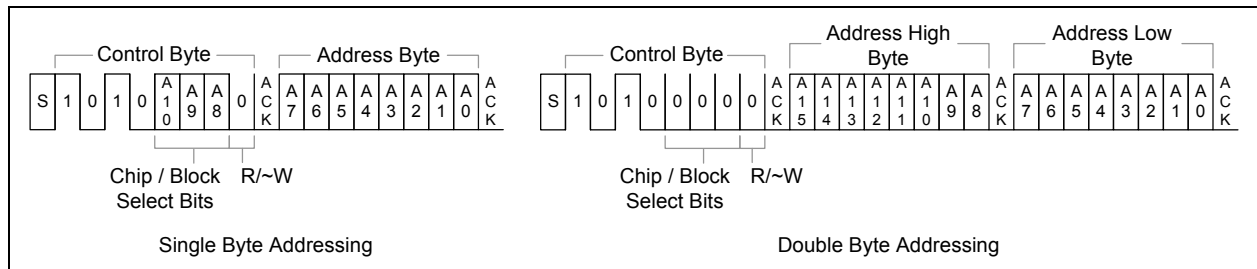 Control Byte Address Byte Control Byte Address High Byte Address Low Byte
S 1 0 1 0 A10 A9 A8 0 ACK A7 A6 A5 A4 A3 A2 A1 A0 ACK S 1 0 1 0 0 0 0 0 ACK A15 A14 A13 A12 A11 A10 A9 A8 ACK A7 A6 A5 A4 A3 A2 A1 A0 ACK
Chip / Block R/~W Chip / Block R/~W
Select Bits Select Bits
Single Byte Addressing Double Byte Addressing